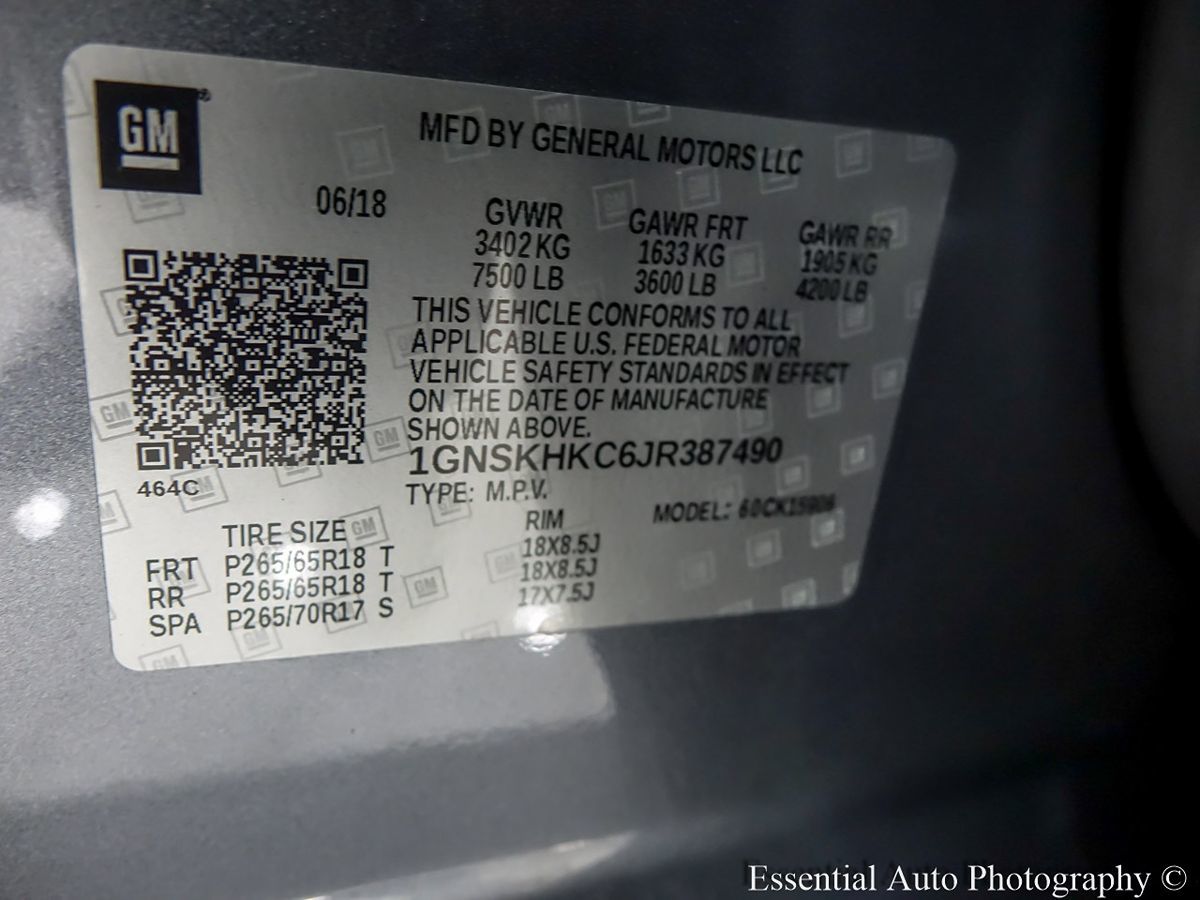 GM
MFD BY GENERAL MOTORS LLC
06/18
GVWR GAWR FRT GAWR RR
3402 KG 1633 KG 1905 KG
7500 LB 3600 LB 4200 LB
THIS VEHICLE CONFORMS TO ALL
APPLICABLE U.S. FEDERAL MOTOR
VEHICLE SAFETY STANDARDS IN EFFECT
ON THE DATE OF MANUFACTURE
SHOWN ABOVE.
1GNSKHKC6JR387490
464C
TYPE: M.P.V. MODEL:
TIRE SIZE RIM
FRT P265/65R18 T 18X8.5J
RR P265/65R18 T 18X8.5J
SPA P265/70R17 S 17X7.5J
Essential Auto Photography ©